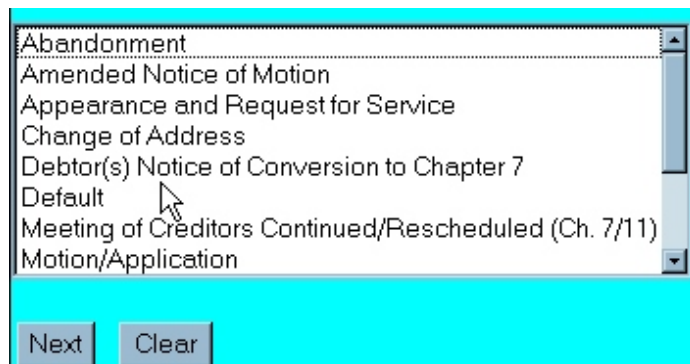 Abandonment
Amended Notice of Motion
Appearance and Request for Service
Change of Address
Debtor(s) Notice of Conversion to Chapter 7
Default
Meeting of Creditors Continued/Rescheduled (Ch. 7/11)
Motion/Application
Next Clear